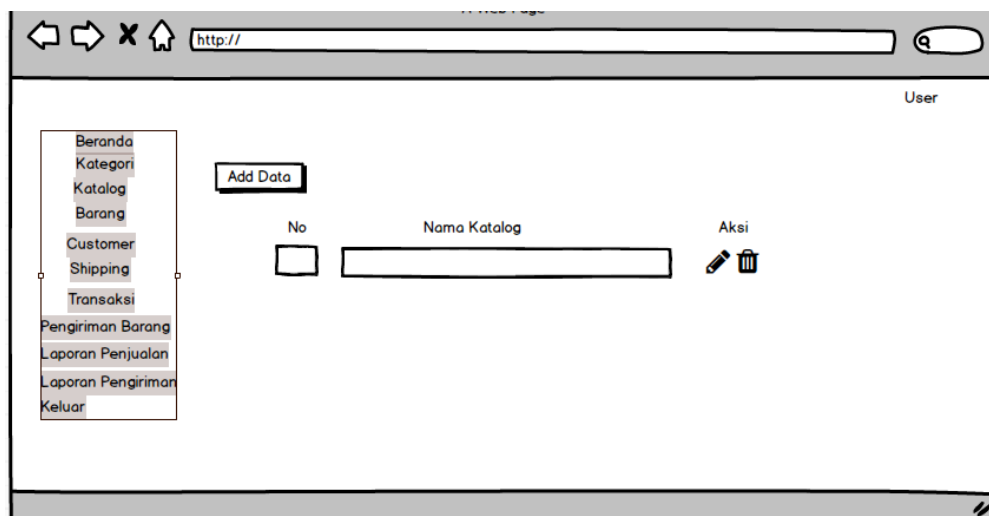 http://
User
Beranda
Kategori
Katalog
Barang
Customer
Shipping
Transaksi
Pengiriman Barang
Laporan Penjualan
Laporan Pengiriman
Keluar
Add Data
No Nama Katalog Aksi